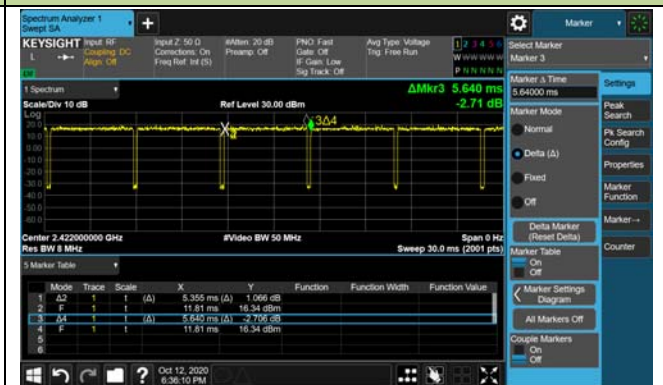 Spectrum Analyzer 1
Swept SA
Marker
KEYSIGHT
L
Input: RF
Coupling: DC
Align: Off
Input Z: 50 Ω
Corrections: On
Freq Ref: Int (S)
#Atten: 20 dB
Preamp: Off
PNO: Fast
Gate: Off
IF Gain: Low
Sig Track: Off
Avg Type: Voltage
Trig: Free Run
1 2 3 4 5 6
W W W W W W
P N N N N N
Select Marker
Marker 3
1 Spectrum
ΔMkr3 5.640 ms
Scale/Div 10 dB
Ref Level 30.00 dBm
-2.71 dB
Log
20.0
10.0
0.00
-10.0
-20.0
-30.0
-40.0
-50.0
-60.0
3Δ4
Center 2.422000000 GHz
#Video BW 50 MHz
Span 0 Hz
Res BW 8 MHz
Sweep 30.0 ms (2001 pts)
5 Marker Table
Mode Trace Scale X Y Function Function Width Function Value
1 Δ2 1 t (Δ) 5.355 ms (Δ) 1.066 dB
2 F 1 t 11.81 ms 16.34 dBm
3 Δ4 1 t (Δ) 5.640 ms (Δ) -2.706 dB
4 F 1 t 11.81 ms 16.34 dBm
5
6
Marker Δ Time
5.64000 ms
Marker Mode
Normal
Delta (Δ)
Fixed
Off
Delta Marker
(Reset Delta)
Marker Table
On
Off
Marker Settings
Diagram
All Markers Off
Couple Markers
On
Off
Settings
Peak
Search
Pk Search
Config
Properties
Marker
Function
Marker→
Counter
Oct 12, 2020
6:36:10 PM